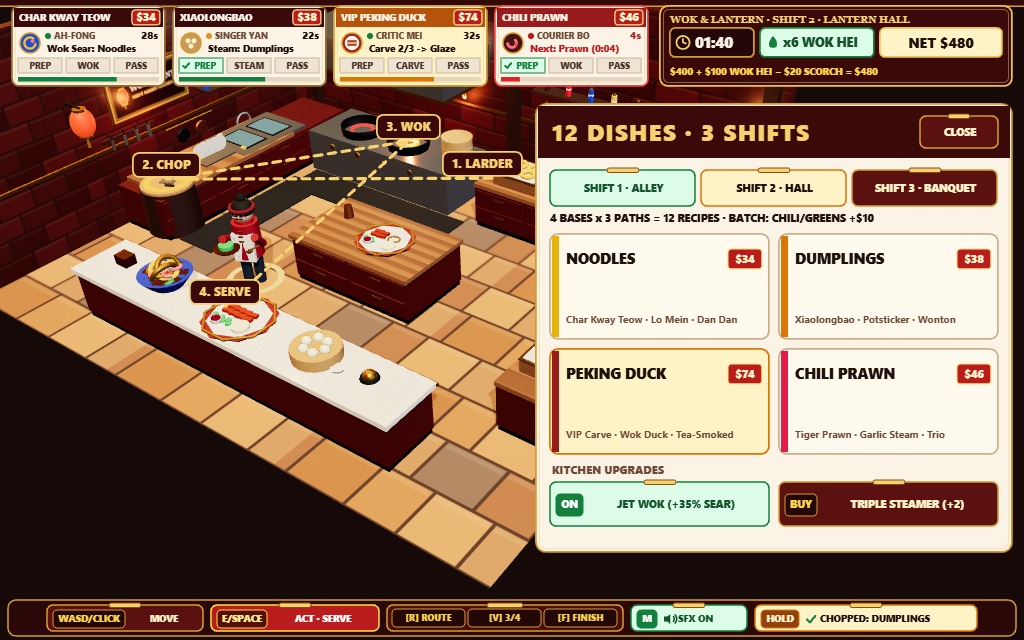 CHAR KWAY TEOW $34
AH-FONG 28s
Wok Sear: Noodles
PREP WOK PASS
XIAOLONGBAO $38
SINGER YAN 22s
Steam: Dumplings
✓ PREP STEAM PASS
VIP PEKING DUCK $74
CRITIC MEI 32s
Carve 2/3 -> Glaze
PREP CARVE PASS
CHILI PRAWN $46
COURIER BO 4s
Next: Prawn (0:04)
✓ PREP WOK PASS
WOK & LANTERN · SHIFT 2 · LANTERN HALL
01:40 x6 WOK HEI NET $480
$400 + $100 WOK HEI – $20 SCORCH = $480
3. WOK
2. CHOP
1. LARDER
4. SERVE
12 DISHES · 3 SHIFTS CLOSE
SHIFT 1 · ALLEY SHIFT 2 · HALL SHIFT 3 · BANQUET
4 BASES x 3 PATHS = 12 RECIPES · BATCH: CHILI/GREENS +$10
NOODLES $34
Char Kway Teow · Lo Mein · Dan Dan
DUMPLINGS $38
Xiaolongbao · Potsticker · Wonton
PEKING DUCK $74
VIP Carve · Wok Duck · Tea-Smoked
CHILI PRAWN $46
Tiger Prawn · Garlic Steam · Trio
KITCHEN UPGRADES
ON JET WOK (+35% SEAR) BUY TRIPLE STEAMER (+2)
WASD/CLICK MOVE E/SPACE ACT · SERVE [R] ROUTE [V] 3/4 [F] FINISH M SFX ON HOLD ✓ CHOPPED: DUMPLINGS